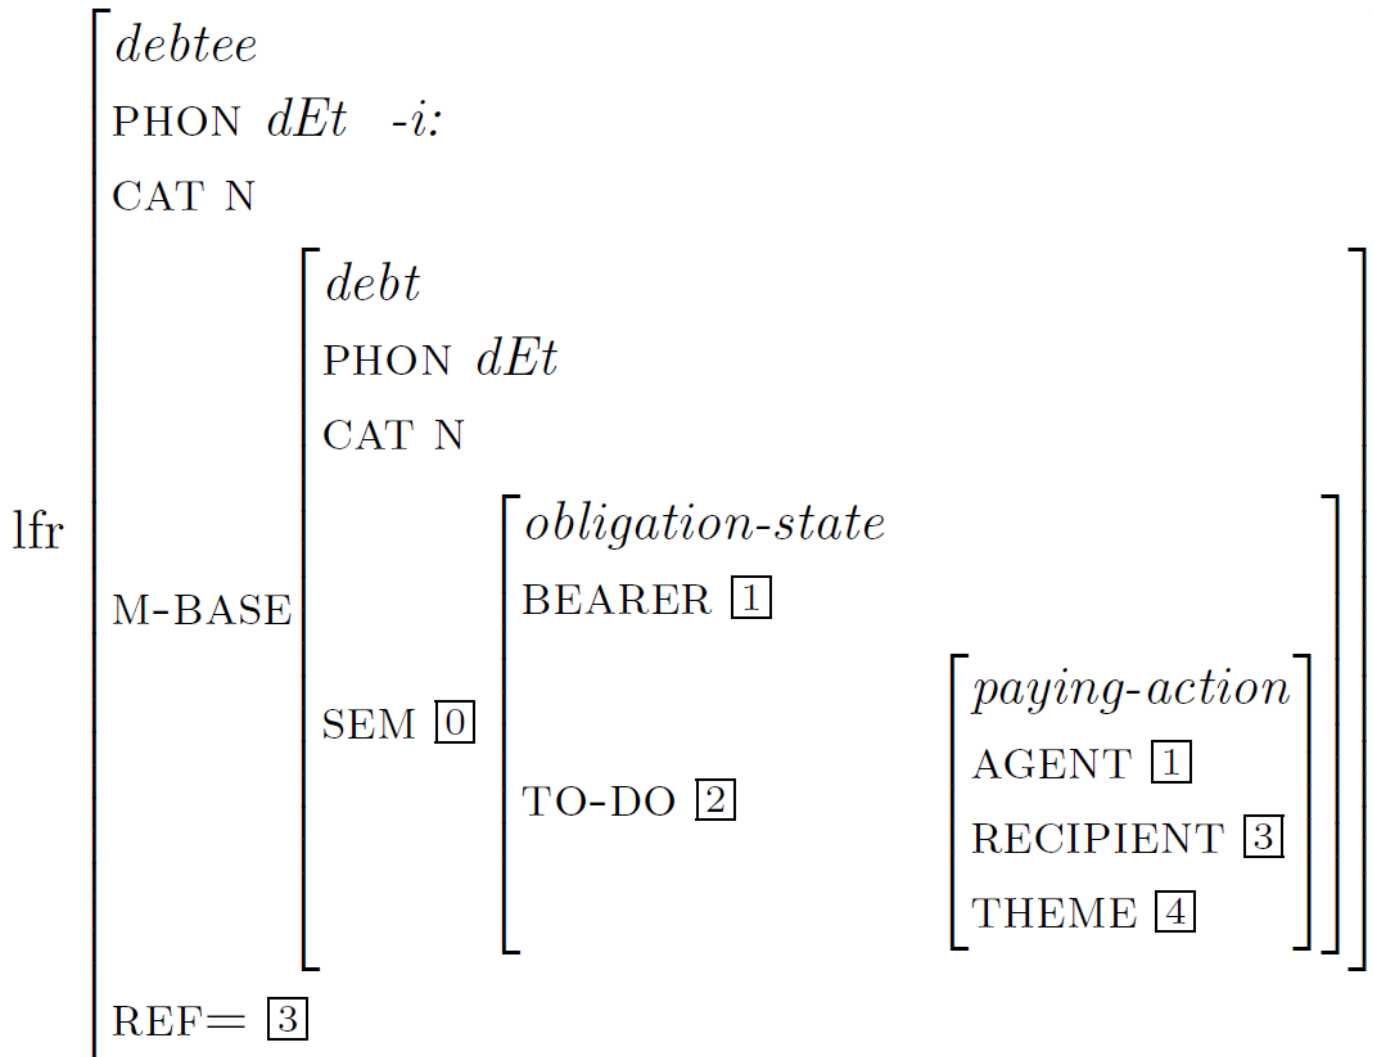 debtee
PHON dEt -i:
CAT N
debt
PHON dEt
CAT N
lfr
obligation-state
M-BASE
BEARER 1
paying-action
SEM 0
AGENT 1
TO-DO 2
RECIPIENT 3
THEME 4
REF= 3